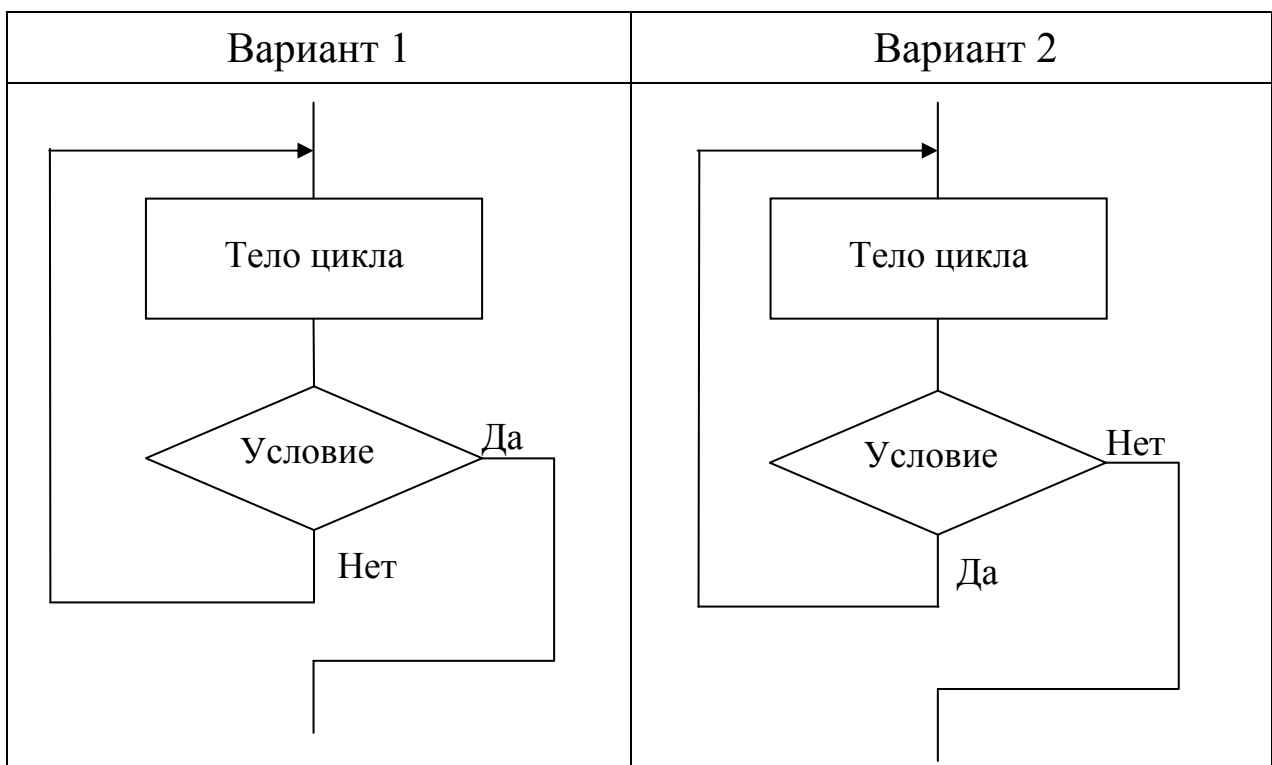 Вариант 1
Вариант 2
Тело цикла
Условие
Да
Нет
Тело цикла
Условие
Нет
Да